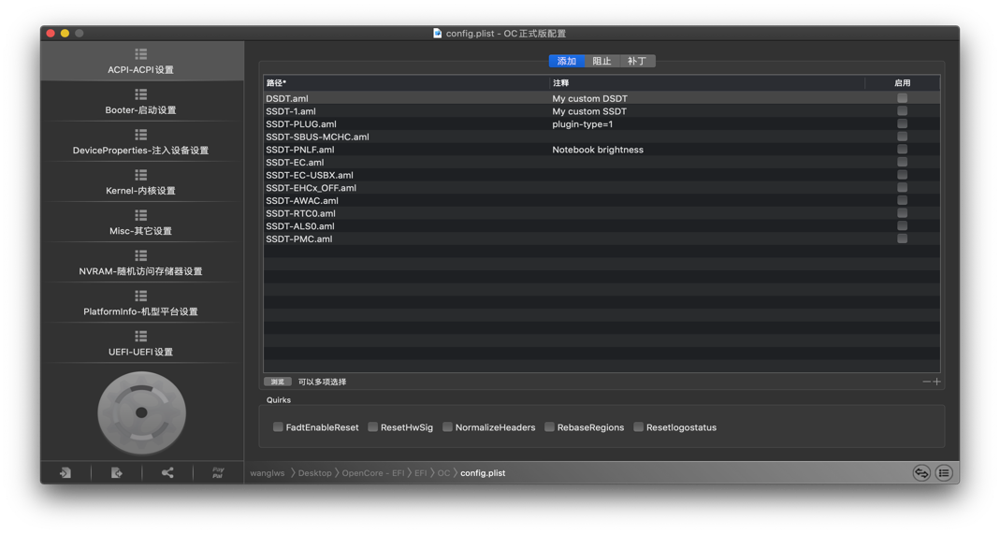 config.plist - OC正式版配置
ACPI-ACPI设置
Booter-启动设置
DeviceProperties-注入设备设置
Kernel-内核设置
Misc-其它设置
NVRAM-随机访问存储器设置
PlatformInfo-机型平台设置
UEFI-UEFI设置
Pay
Pal
添加 阻止 补丁
路径* 注释 启用
DSDT.aml My custom DSDT
SSDT-1.aml My custom SSDT
SSDT-PLUG.aml plugin-type=1
SSDT-SBUS-MCHC.aml
SSDT-PNLF.aml Notebook brightness
SSDT-EC.aml
SSDT-EC-USBX.aml
SSDT-EHCx_OFF.aml
SSDT-AWAC.aml
SSDT-RTC0.aml
SSDT-ALS0.aml
SSDT-PMC.aml
浏览 可以多项选择
Quirks
FadtEnableReset ResetHwSig NormalizeHeaders RebaseRegions Resetlogostatus
wanglws Desktop OpenCore - EFI EFI OC config.plist